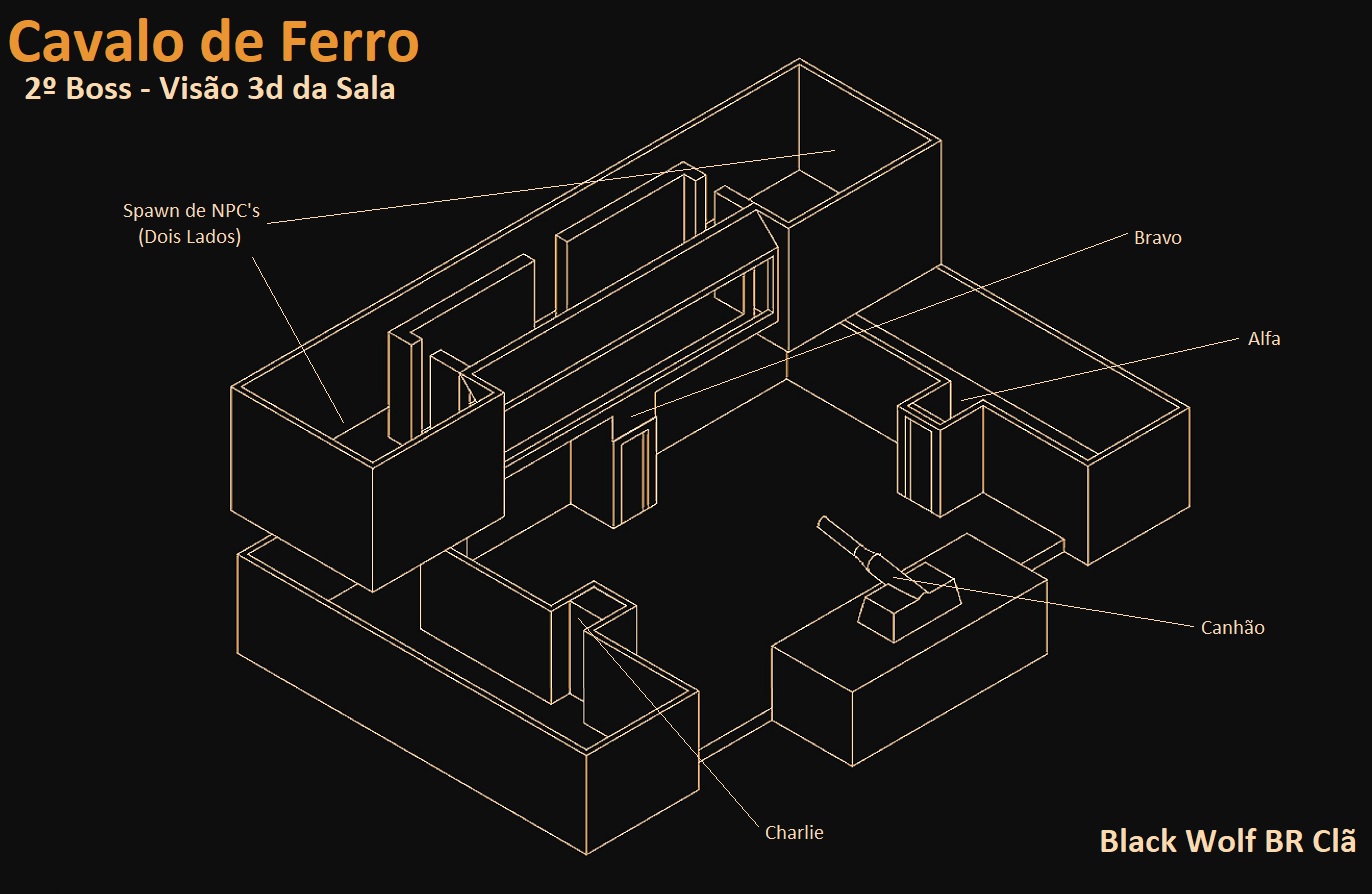 Cavalo de Ferro
2º Boss - Visão 3d da Sala
Spawn de NPC's
(Dois Lados)
Bravo
Alfa
Canhão
Charlie
Black Wolf BR Clã